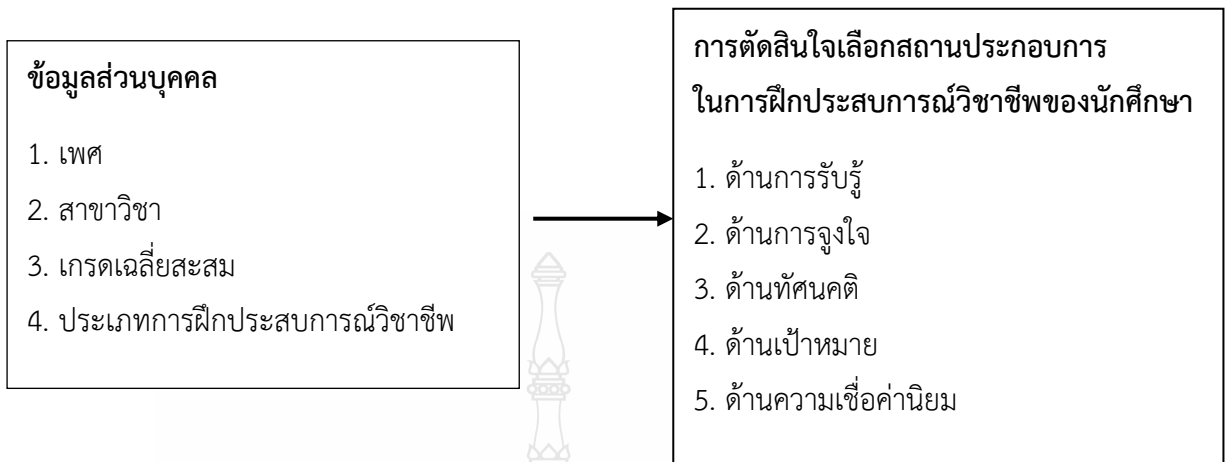 ข้อมูลส่วนบุคคล
1. เพศ
2. สาขาวิชา
3. เกรดเฉลี่ยสะสม
4. ประเภทการฝึกประสบการณ์วิชาชีพ
การตัดสินใจเลือกสถานประกอบการ
ในการฝึกประสบการณ์วิชาชีพของนักศึกษา
1. ด้านการรับรู้
2. ด้านการจูงใจ
3. ด้านทัศนคติ
4. ด้านเป้าหมาย
5. ด้านความเชื่อค่านิยม